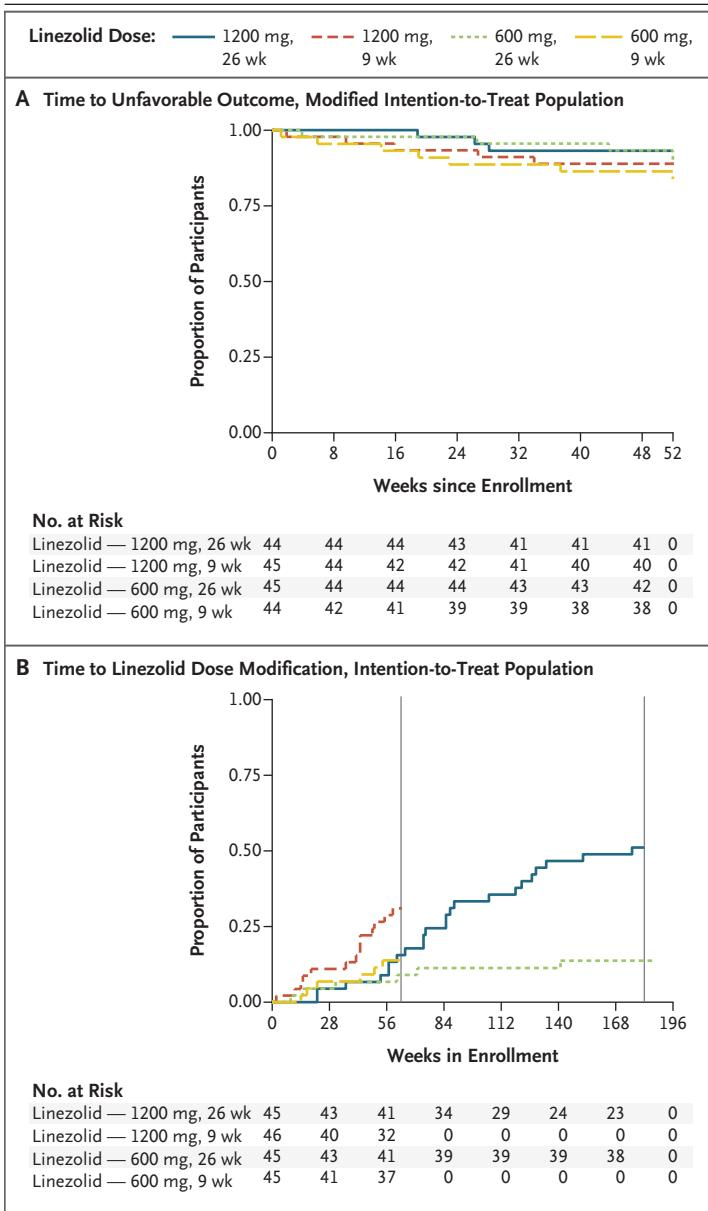 Linezolid Dose: 1200 mg, 26 wk 1200 mg, 9 wk 600 mg, 26 wk 600 mg, 9 wk
A Time to Unfavorable Outcome, Modified Intention-to-Treat Population
Proportion of Participants
1.00
0.75
0.50
0.25
0.00
0 8 16 24 32 40 48 52
Weeks since Enrollment
No. at Risk
Linezolid — 1200 mg, 26 wk 44 44 44 43 41 41 41 0
Linezolid — 1200 mg, 9 wk 45 44 42 42 41 40 40 0
Linezolid — 600 mg, 26 wk 45 44 44 44 43 43 42 0
Linezolid — 600 mg, 9 wk 44 42 41 39 39 38 38 0
B Time to Linezolid Dose Modification, Intention-to-Treat Population
Proportion of Participants
1.00
0.75
0.50
0.25
0.00
0 28 56 84 112 140 168 196
Weeks in Enrollment
No. at Risk
Linezolid — 1200 mg, 26 wk 45 43 41 34 29 24 23 0
Linezolid — 1200 mg, 9 wk 46 40 32 0 0 0 0 0
Linezolid — 600 mg, 26 wk 45 43 41 39 39 39 38 0
Linezolid — 600 mg, 9 wk 45 41 37 0 0 0 0 0